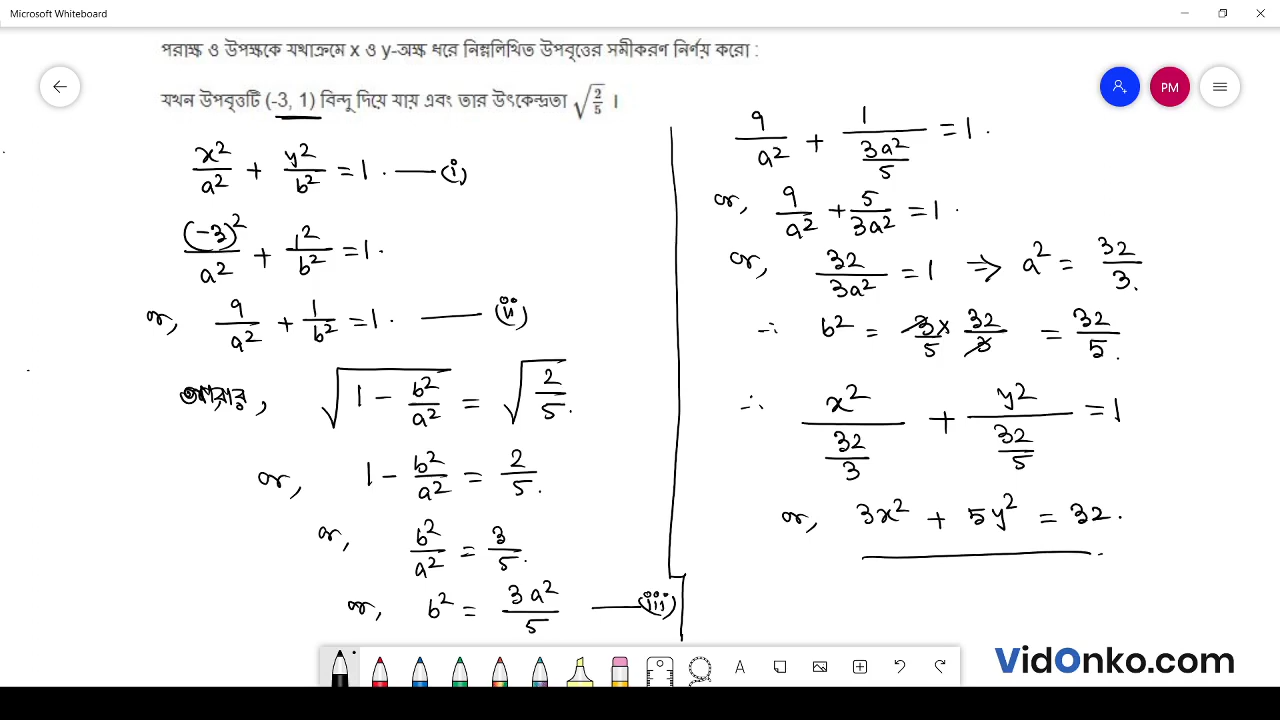 Microsoft Whiteboard
পরাক্ষ ও উপক্ষকে যথাক্রমে x ও y-অক্ষ ধরে নিম্নলিখিত উপবৃত্তের সমীকরণ নির্ণয় করো :
যখন উপবৃত্তটি (-3, 1) বিন্দু দিয়ে যায় এবং তার উৎকেন্দ্রতা √(2/5) ।
PM
x²/a² + y²/b² = 1. —— (i)
(-3)²/a² + 1²/b² = 1.
or, 9/a² + 1/b² = 1. —— (ii)
আবার, √(1 - b²/a²) = √(2/5).
or, 1 - b²/a² = 2/5.
or, b²/a² = 3/5.
or, b² = 3a²/5 —— (iii)
9/a² + 1/(3a²/5) = 1.
or, 9/a² + 5/3a² = 1.
or, 32/3a² = 1 ⇒ a² = 32/3.
∴ b² = 3/5 × 32/3 = 32/5.
∴ x²/(32/3) + y²/(32/5) = 1
or, 3x² + 5y² = 32.
A
VidOnko.com